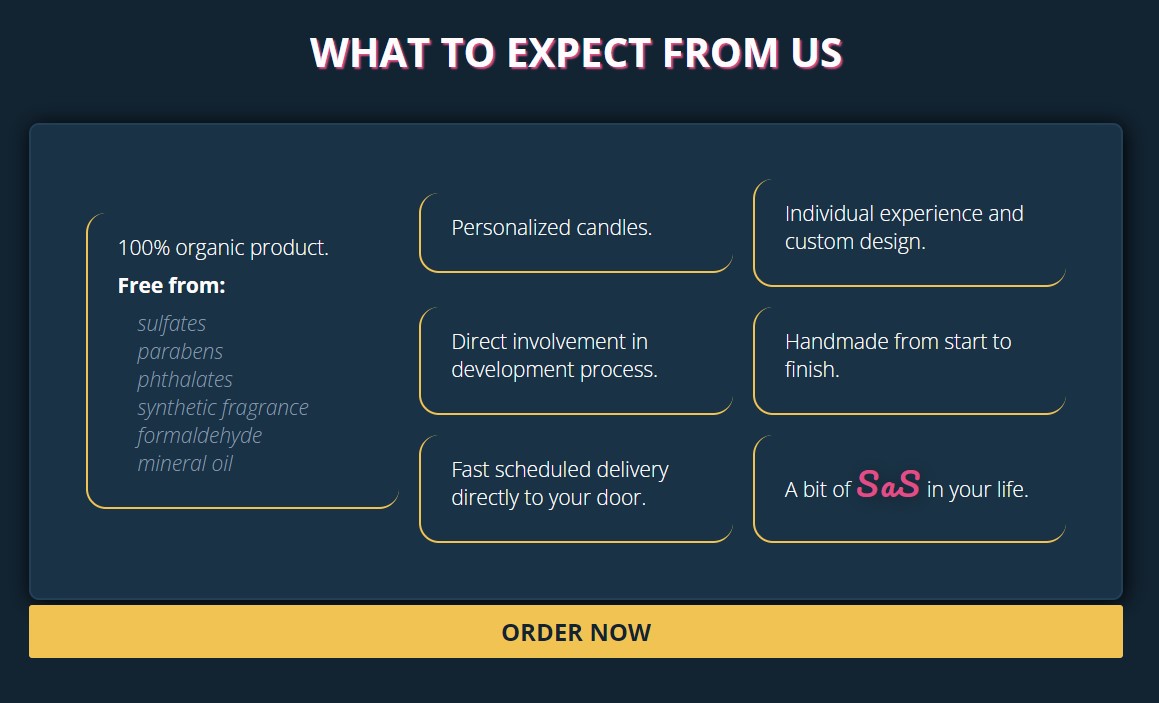 WHAT TO EXPECT FROM US
100% organic product.
Free from:
sulfates
parabens
phthalates
synthetic fragrance
formaldehyde
mineral oil
Personalized candles.
Direct involvement in
development process.
Fast scheduled delivery
directly to your door.
Individual experience and
custom design.
Handmade from start to
finish.
A bit of SaS in your life.
ORDER NOW